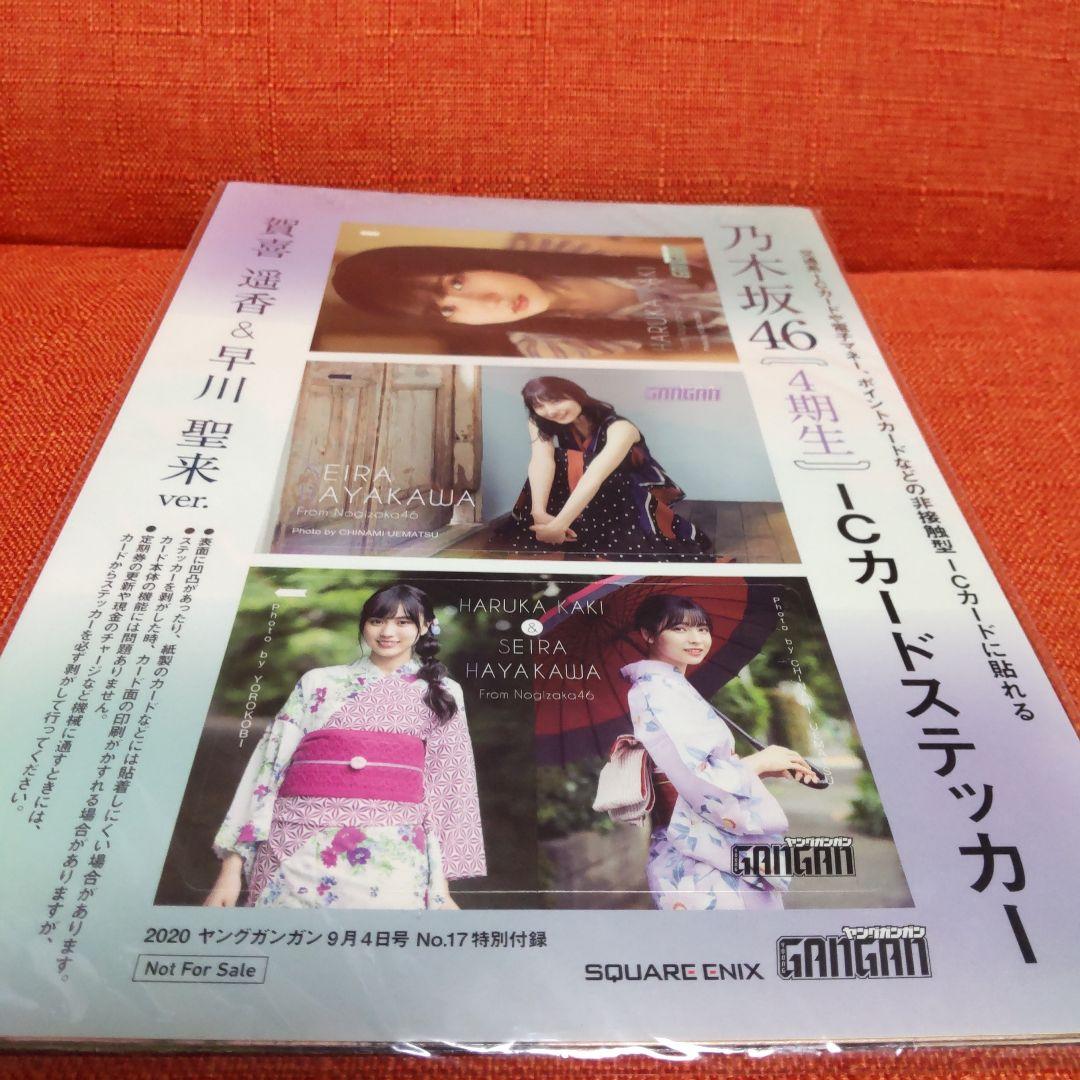 交通系ICカードや電子マネー、ポイントカードなどの非接触型ICカードに貼れる
乃木坂46【4期生】ICカードステッカー
HARUKA KAKI
GANGAN
SEIRA
HAYAKAWA
From Nogizaka46
Photo by CHINAMI UEMATSU
GANGAN
HARUKA KAKI
&
SEIRA
HAYAKAWA
From Nogizaka46
Photo by YOROKOBI
Photo by
ヤングガンガン
YOUNG
GANGAN
賀喜 遥香 & 早川 聖来 ver.
●表面に凹凸があったり、紙製のカードなどには貼着しにくい場合があります。
●ステッカーを剥がした時、カード面の印刷がかすれる場合がありますが、
カード本体の機能には問題ありません。
●定期券の更新や現金のチャージなど機械に通すときには、
カードからステッカーを必ず剥がして行ってください。
2020 ヤングガンガン 9月4日号 No.17 特別付録
Not For Sale
SQUARE ENIX
ヤングガンガン
YOUNG
GANGAN